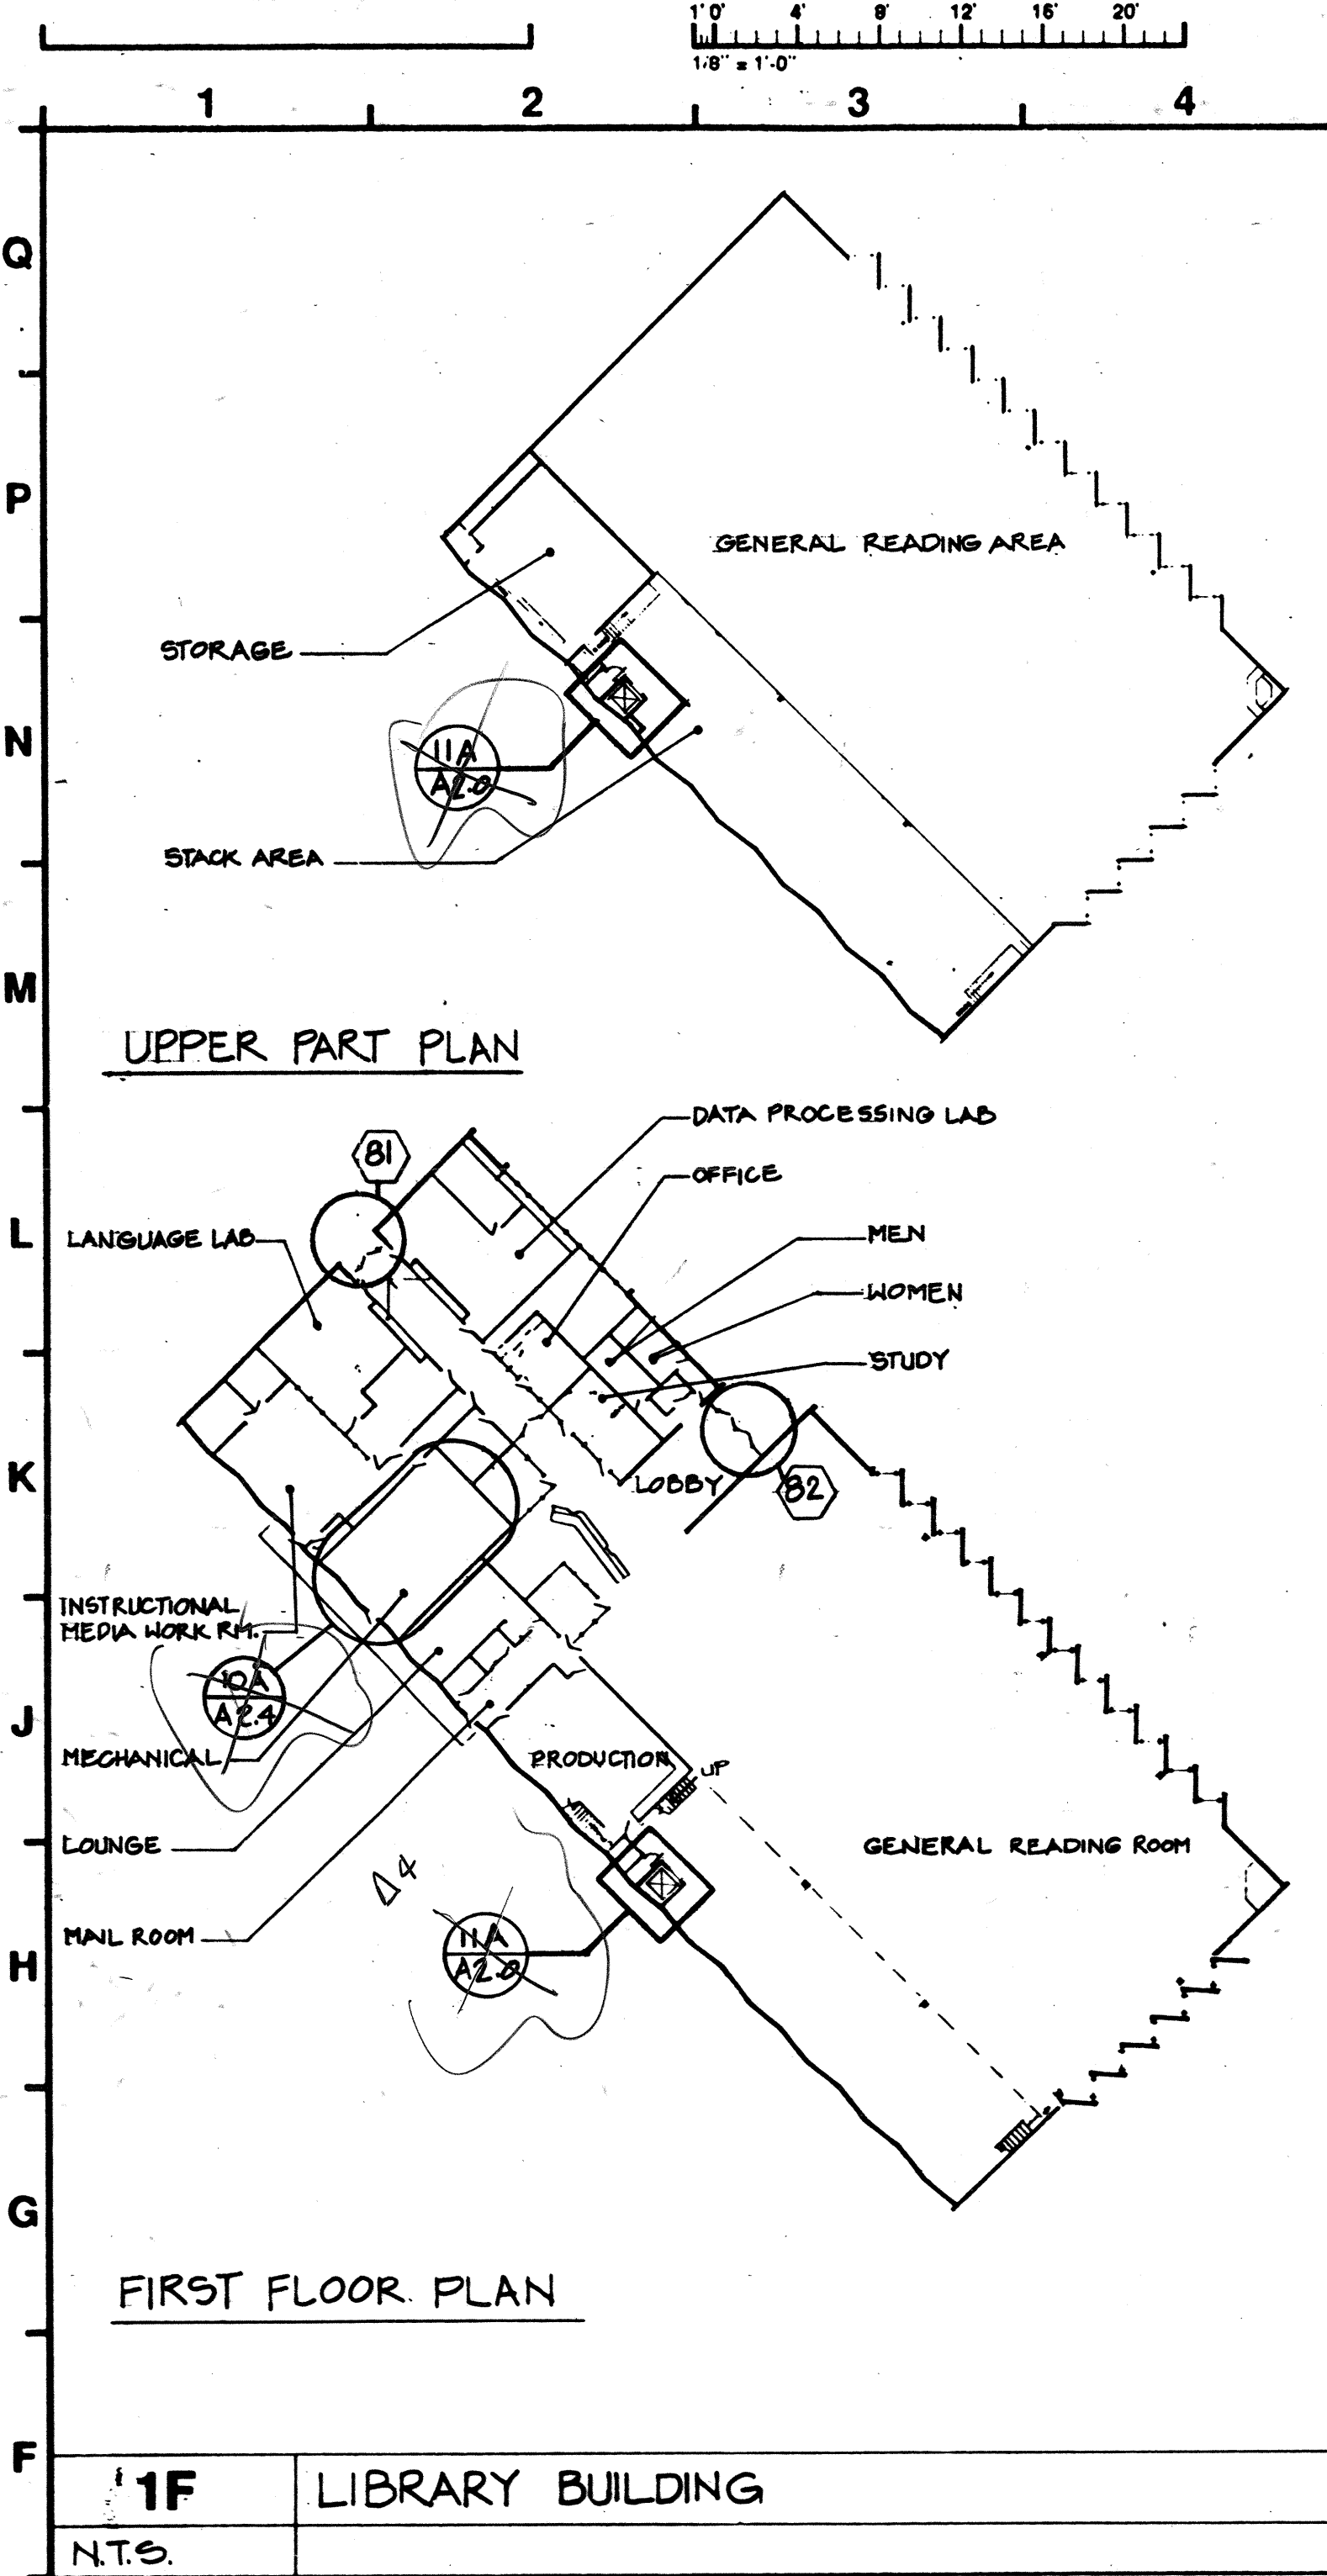 1'0" 4' 8' 12' 16' 20'
1/8" = 1'-0"
1 2 3 4
Q
P
GENERAL READING AREA
STORAGE
N
11A
A2.0
STACK AREA
M
UPPER PART PLAN
DATA PROCESSING LAB
81
OFFICE
L
LANGUAGE LAB
MEN
WOMEN
STUDY
K
LOBBY
82
INSTRUCTIONAL
MEDIA WORK RM.
10A
A2.4
J
MECHANICAL
PRODUCTION
UP
LOUNGE
GENERAL READING ROOM
Δ4
MAIL ROOM
11A
A2.0
H
G
FIRST FLOOR PLAN
F
1F
LIBRARY BUILDING
N.T.S.